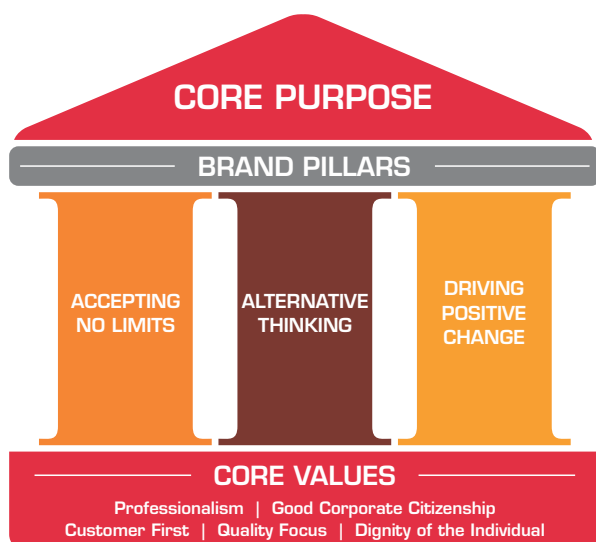 CORE PURPOSE
BRAND PILLARS
ACCEPTING
NO LIMITS
ALTERNATIVE
THINKING
DRIVING
POSITIVE
CHANGE
CORE VALUES
Professionalism | Good Corporate Citizenship
Customer First | Quality Focus | Dignity of the Individual